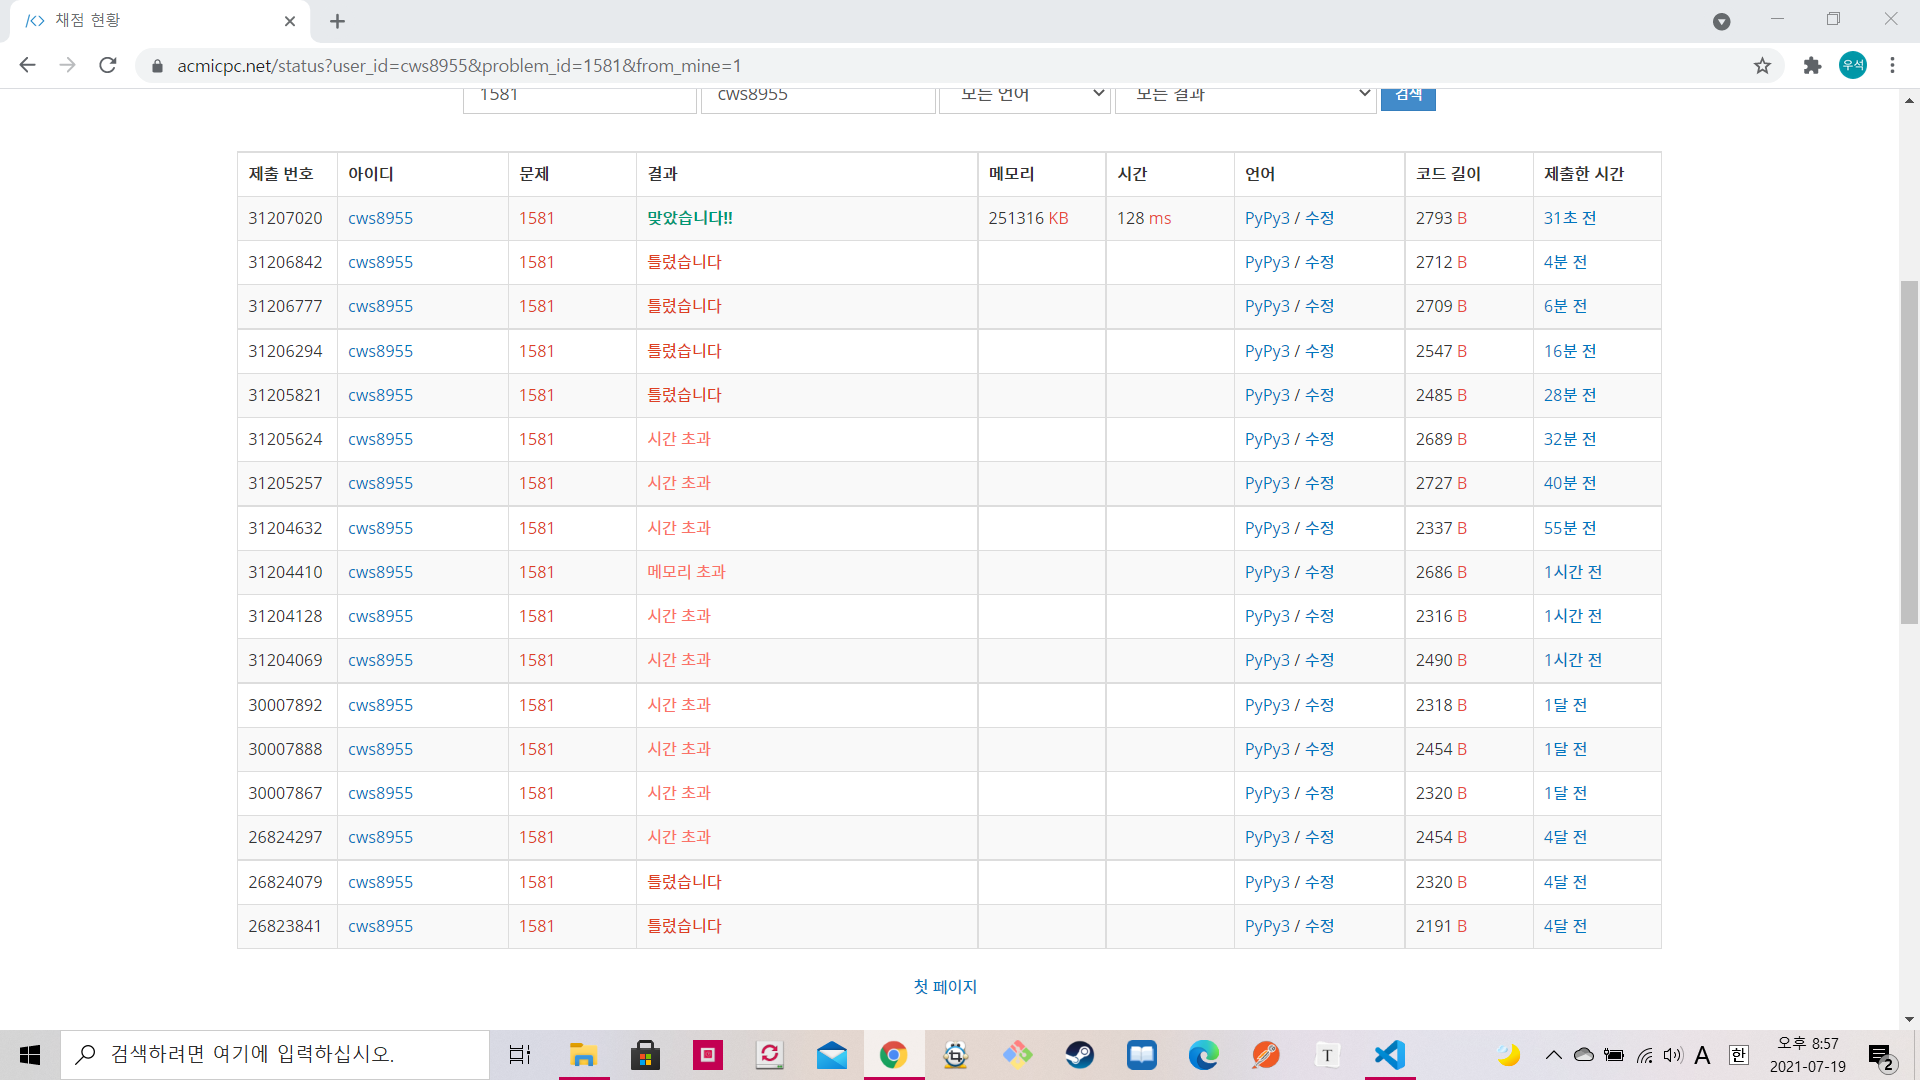 채점 현황
acmicpc.net/status?user_id=cws8955&problem_id=1581&from_mine=1
우석
1581 cws8955 모든 언어 모든 결과 검색
제출 번호 아이디 문제 결과 메모리 시간 언어 코드 길이 제출한 시간
31207020 cws8955 1581 맞았습니다!! 251316 KB 128 ms PyPy3 / 수정 2793 B 31초 전
31206842 cws8955 1581 틀렸습니다 PyPy3 / 수정 2712 B 4분 전
31206777 cws8955 1581 틀렸습니다 PyPy3 / 수정 2709 B 6분 전
31206294 cws8955 1581 틀렸습니다 PyPy3 / 수정 2547 B 16분 전
31205821 cws8955 1581 틀렸습니다 PyPy3 / 수정 2485 B 28분 전
31205624 cws8955 1581 시간 초과 PyPy3 / 수정 2689 B 32분 전
31205257 cws8955 1581 시간 초과 PyPy3 / 수정 2727 B 40분 전
31204632 cws8955 1581 시간 초과 PyPy3 / 수정 2337 B 55분 전
31204410 cws8955 1581 메모리 초과 PyPy3 / 수정 2686 B 1시간 전
31204128 cws8955 1581 시간 초과 PyPy3 / 수정 2316 B 1시간 전
31204069 cws8955 1581 시간 초과 PyPy3 / 수정 2490 B 1시간 전
30007892 cws8955 1581 시간 초과 PyPy3 / 수정 2318 B 1달 전
30007888 cws8955 1581 시간 초과 PyPy3 / 수정 2454 B 1달 전
30007867 cws8955 1581 시간 초과 PyPy3 / 수정 2320 B 1달 전
26824297 cws8955 1581 시간 초과 PyPy3 / 수정 2454 B 4달 전
26824079 cws8955 1581 틀렸습니다 PyPy3 / 수정 2320 B 4달 전
26823841 cws8955 1581 틀렸습니다 PyPy3 / 수정 2191 B 4달 전
첫 페이지
검색하려면 여기에 입력하십시오.
T
A 한
오후 8:57
2021-07-19
2